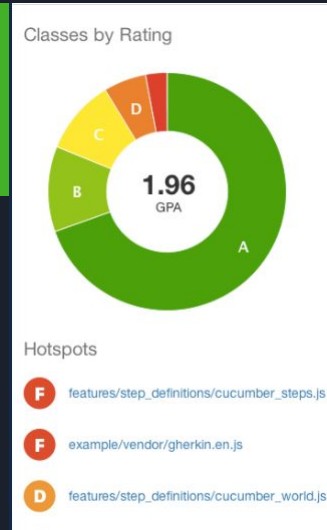 Classes by Rating
D
C
B
1.96
GPA
A
Hotspots
F features/step_definitions/cucumber_steps.js
F example/vendor/gherkin.en.js
D features/step_definitions/cucumber_world.js